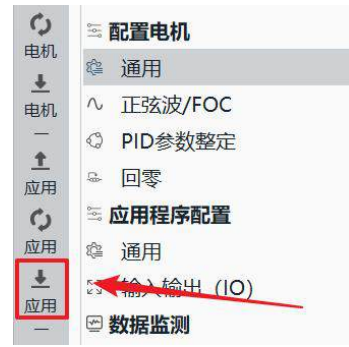 电机
电机
应用
应用
应用
配置电机
通用
正弦波/FOC
PID参数整定
回零
应用程序配置
通用
输入输出（IO）
数据监测